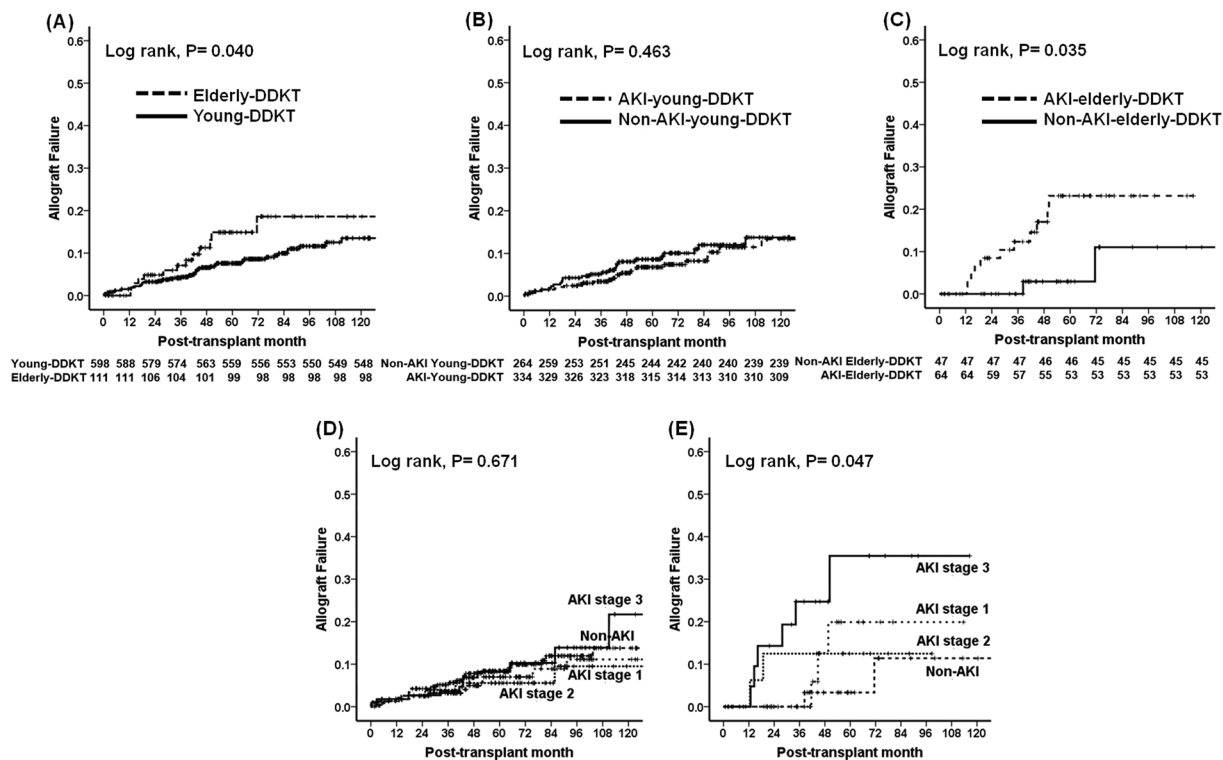 (A)
Log rank, P= 0.040
Elderly-DDKT
Young-DDKT
Allograft Failure
0.6
0.5
0.4
0.3
0.2
0.1
0.0
0 12 24 36 48 60 72 84 96 108 120
Post-transplant month
Young-DDKT 598 588 579 574 563 559 556 553 550 549 548
Elderly-DDKT 111 111 106 104 101 99 98 98 98 98 98
(B)
Log rank, P= 0.463
AKI-young-DDKT
Non-AKI-young-DDKT
Allograft Failure
0.6
0.5
0.4
0.3
0.2
0.1
0.0
0 12 24 36 48 60 72 84 96 108 120
Post-transplant month
Non-AKI Young-DDKT 264 259 253 251 245 244 242 240 240 239 239
AKI-Young-DDKT 334 329 326 323 318 315 314 313 310 310 309
(C)
Log rank, P= 0.035
AKI-elderly-DDKT
Non-AKI-elderly-DDKT
Allograft Failure
0.6
0.5
0.4
0.3
0.2
0.1
0.0
0 12 24 36 48 60 72 84 96 108 120
Post-transplant month
Non-AKI Elderly-DDKT 47 47 47 47 46 46 45 45 45 45 45
AKI-Elderly-DDKT 64 64 59 57 55 53 53 53 53 53 53
(D)
Log rank, P= 0.671
Allograft Failure
0.6
0.5
0.4
0.3
0.2
0.1
0.0
AKI stage 3
Non-AKI
AKI stage 1
AKI stage 2
0 12 24 36 48 60 72 84 96 108 120
Post-transplant month
(E)
Log rank, P= 0.047
Allograft Failure
0.6
0.5
0.4
0.3
0.2
0.1
0.0
AKI stage 3
AKI stage 1
AKI stage 2
Non-AKI
0 12 24 36 48 60 72 84 96 108 120
Post-transplant month